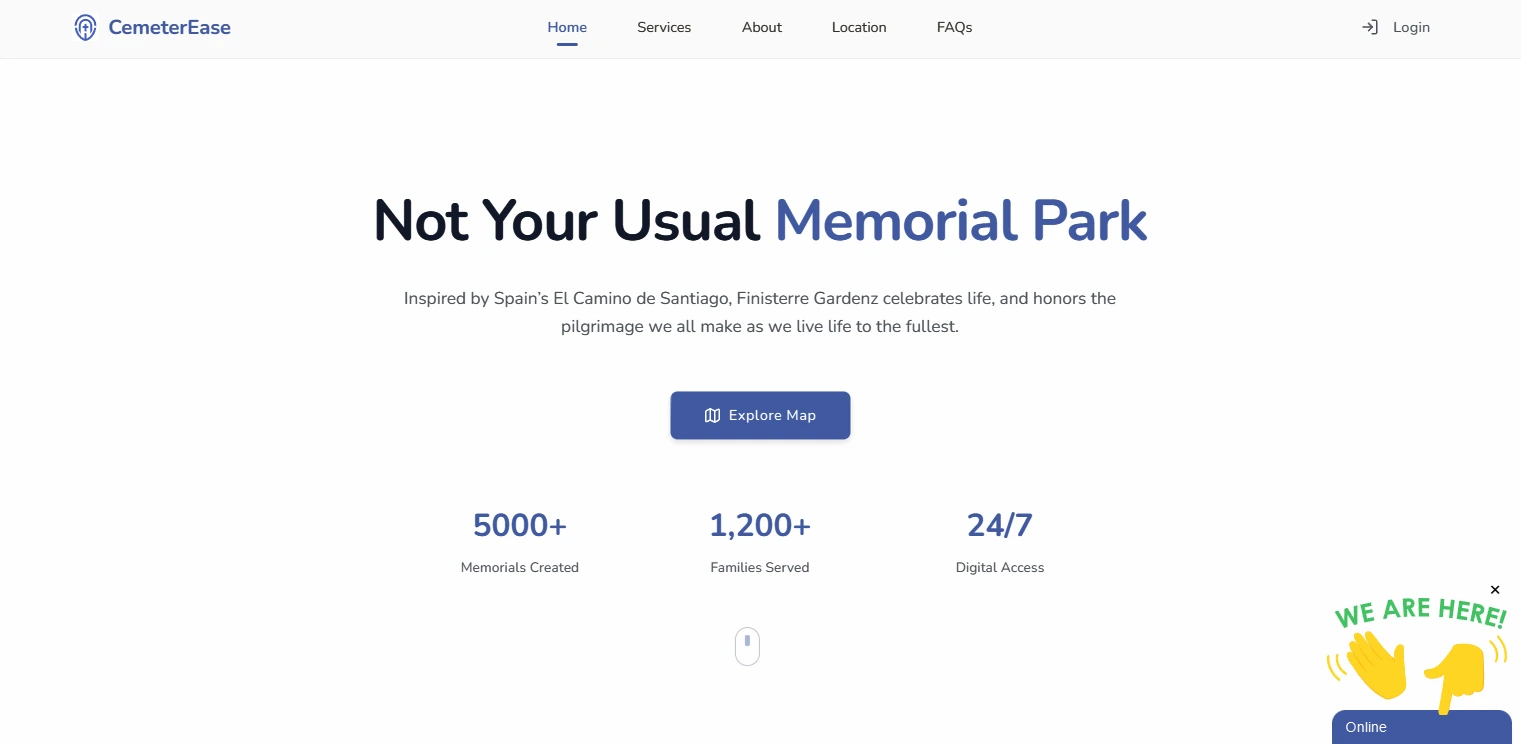 CemeterEase
Home
Services
About
Location
FAQs
Login
Not Your Usual Memorial Park
Inspired by Spain’s El Camino de Santiago, Finisterre Gardenz celebrates life, and honors the
pilgrimage we all make as we live life to the fullest.
Explore Map
5000+
1,200+
24/7
Memorials Created
Families Served
Digital Access
WE ARE HERE!
Online